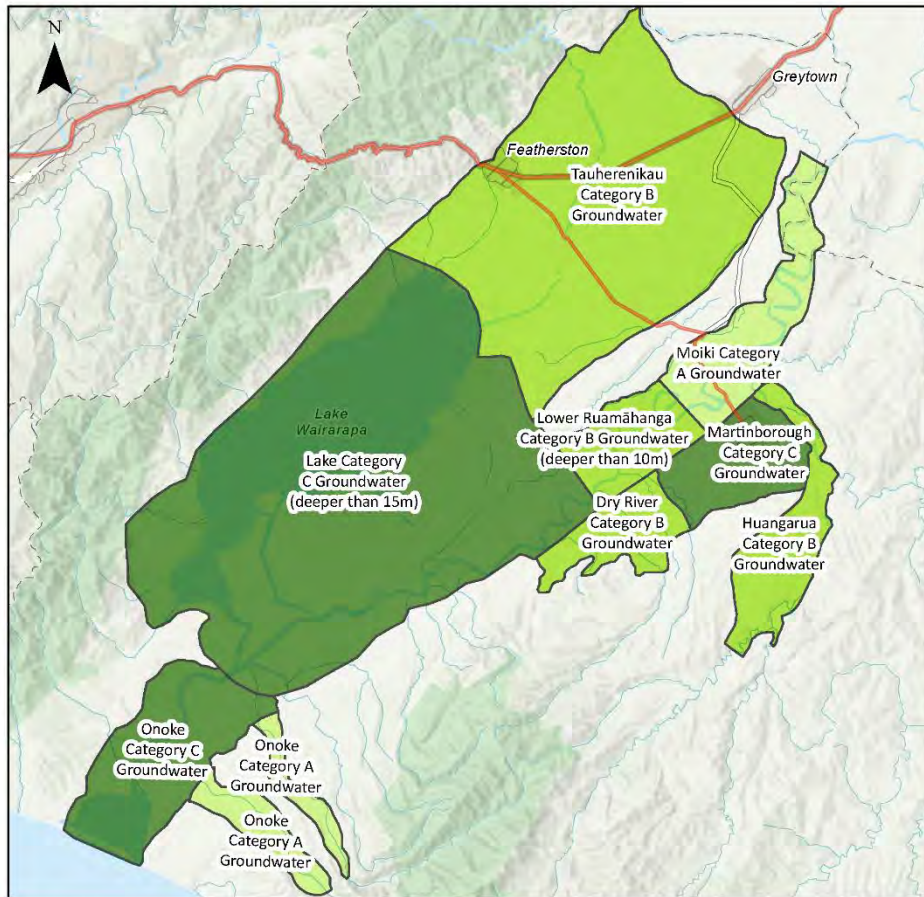 N
Greytown
Featherston
Tauherenikau
Category B
Groundwater
Moiki Category
A Groundwater
Lake
Wairarapa
Lake Category
C Groundwater
(deeper than 15m)
Lower Ruamāhanga
Category B Groundwater
(deeper than 10m)
Martinborough
Category C
Groundwater
Dry River
Category B
Groundwater
Huangarua
Category B
Groundwater
Onoke
Category C
Groundwater
Onoke
Category A
Groundwater
Onoke
Category A
Groundwater